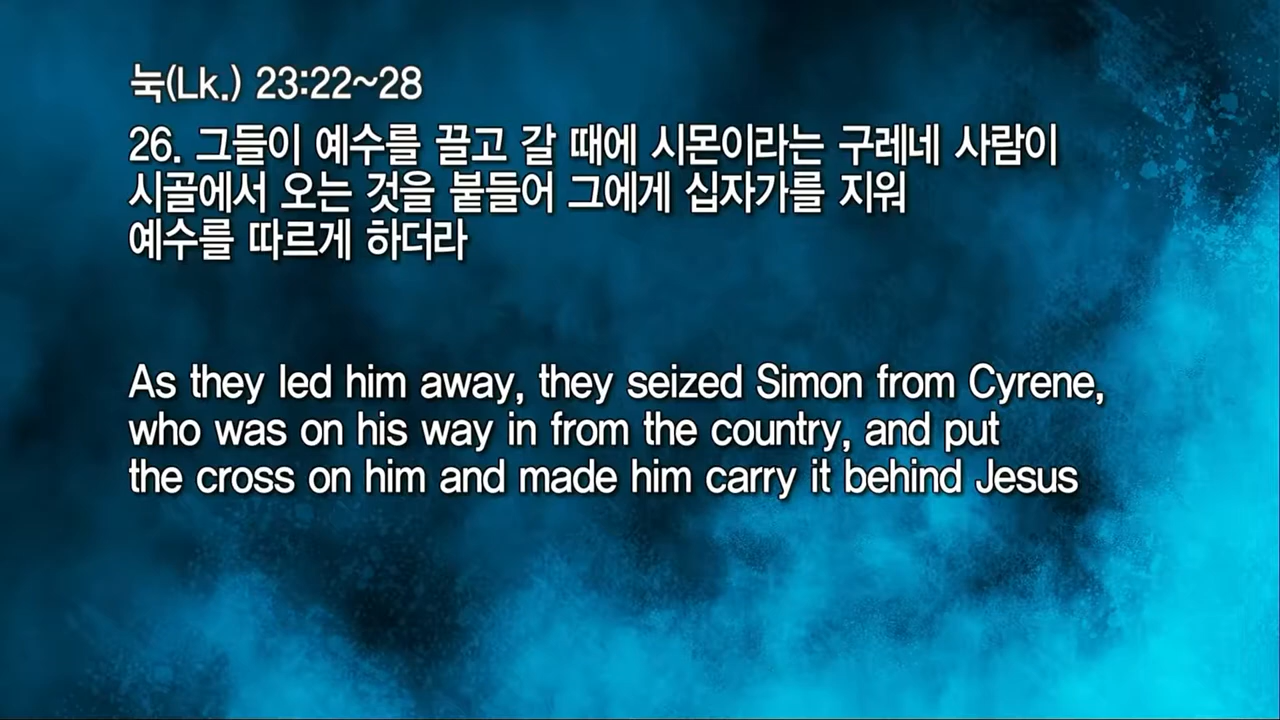 눅(Lk.) 23:22~28
26. 그들이 예수를 끌고 갈 때에 시몬이라는 구레네 사람이
시골에서 오는 것을 붙들어 그에게 십자가를 지워
예수를 따르게 하더라
As they led him away, they seized Simon from Cyrene,
who was on his way in from the country, and put
the cross on him and made him carry it behind Jesus